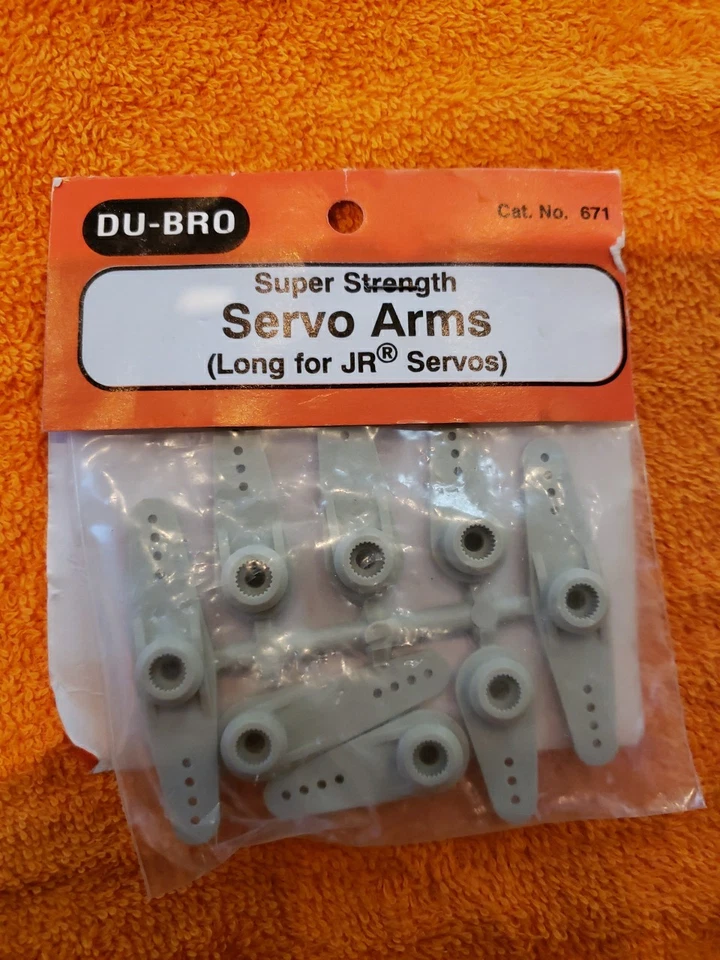 DU-BRO
Cat. No. 671
Super Strength
Servo Arms
(Long for JR® Servos)